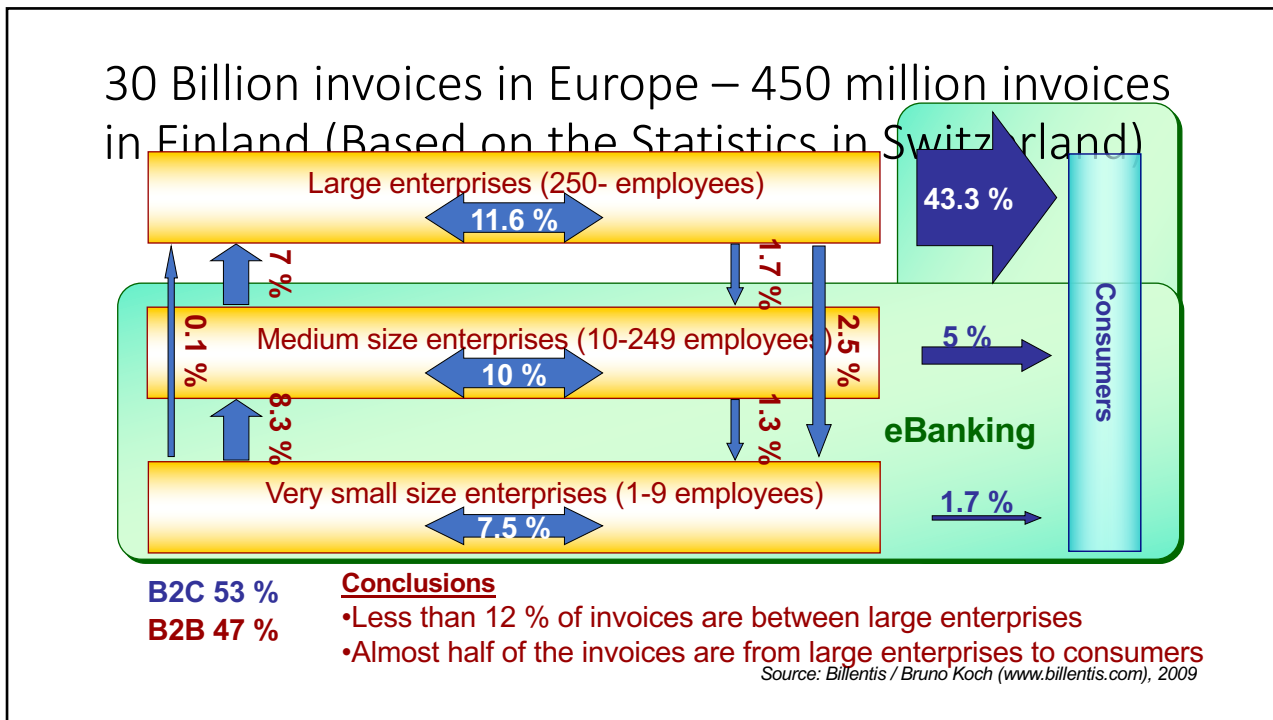 30 Billion invoices in Europe – 450 million invoices
in Finland (Based on the Statistics in Switzerland)
Large enterprises (250- employees)
11.6 %
43.3 %
7 %
1.7 %
0.1 %
Medium size enterprises (10-249 employees)
2.5 %
10 %
5 %
Consumers
8.3 %
1.3 %
eBanking
Very small size enterprises (1-9 employees)
7.5 %
1.7 %
B2C 53 %
B2B 47 %
Conclusions
•Less than 12 % of invoices are between large enterprises
•Almost half of the invoices are from large enterprises to consumers
Source: Billentis / Bruno Koch (www.billentis.com), 2009